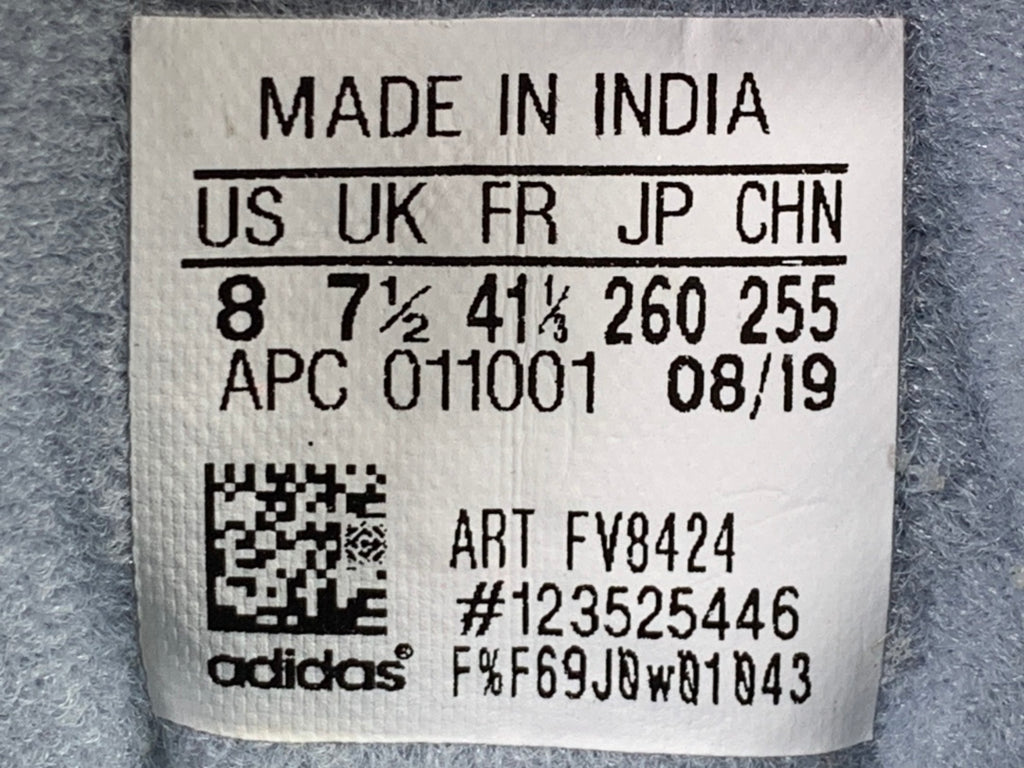 MADE IN INDIA
US UK FR JP CHN
8 7½ 41⅓ 260 255
APC 011001 08/19
ART FV8424
#123525446
F%F69J0w01043
adidas®